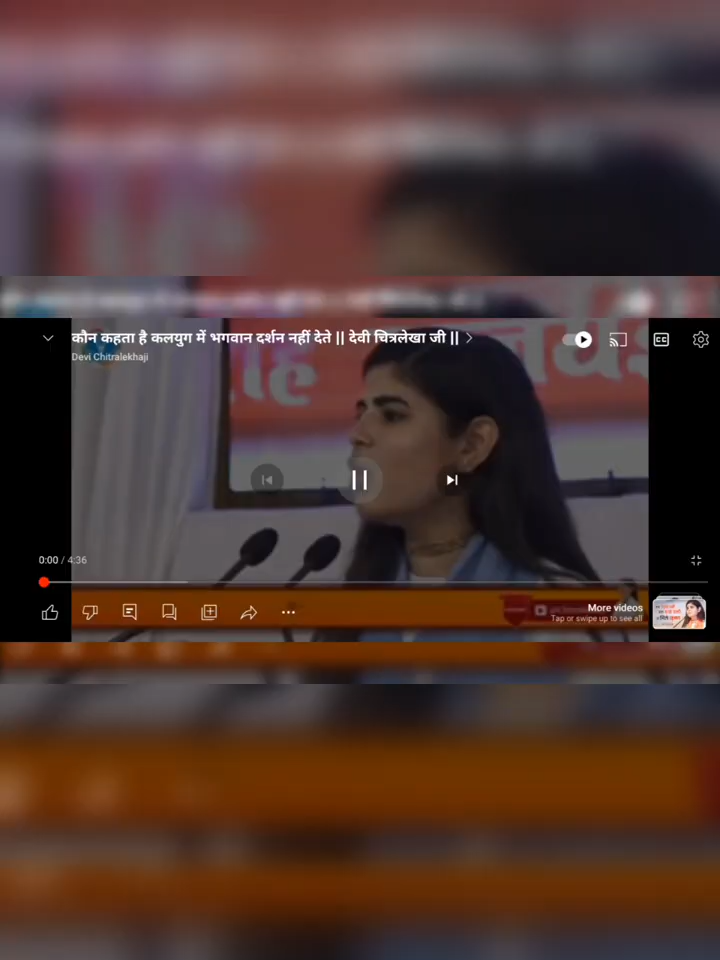 कौन कहता है कलयुग में भगवान दर्शन नहीं देते || देवी चित्रलेखा जी ||
Devi Chitralekhaji
CC
0:00 / 4:36
More videos
Tap or swipe up to see all